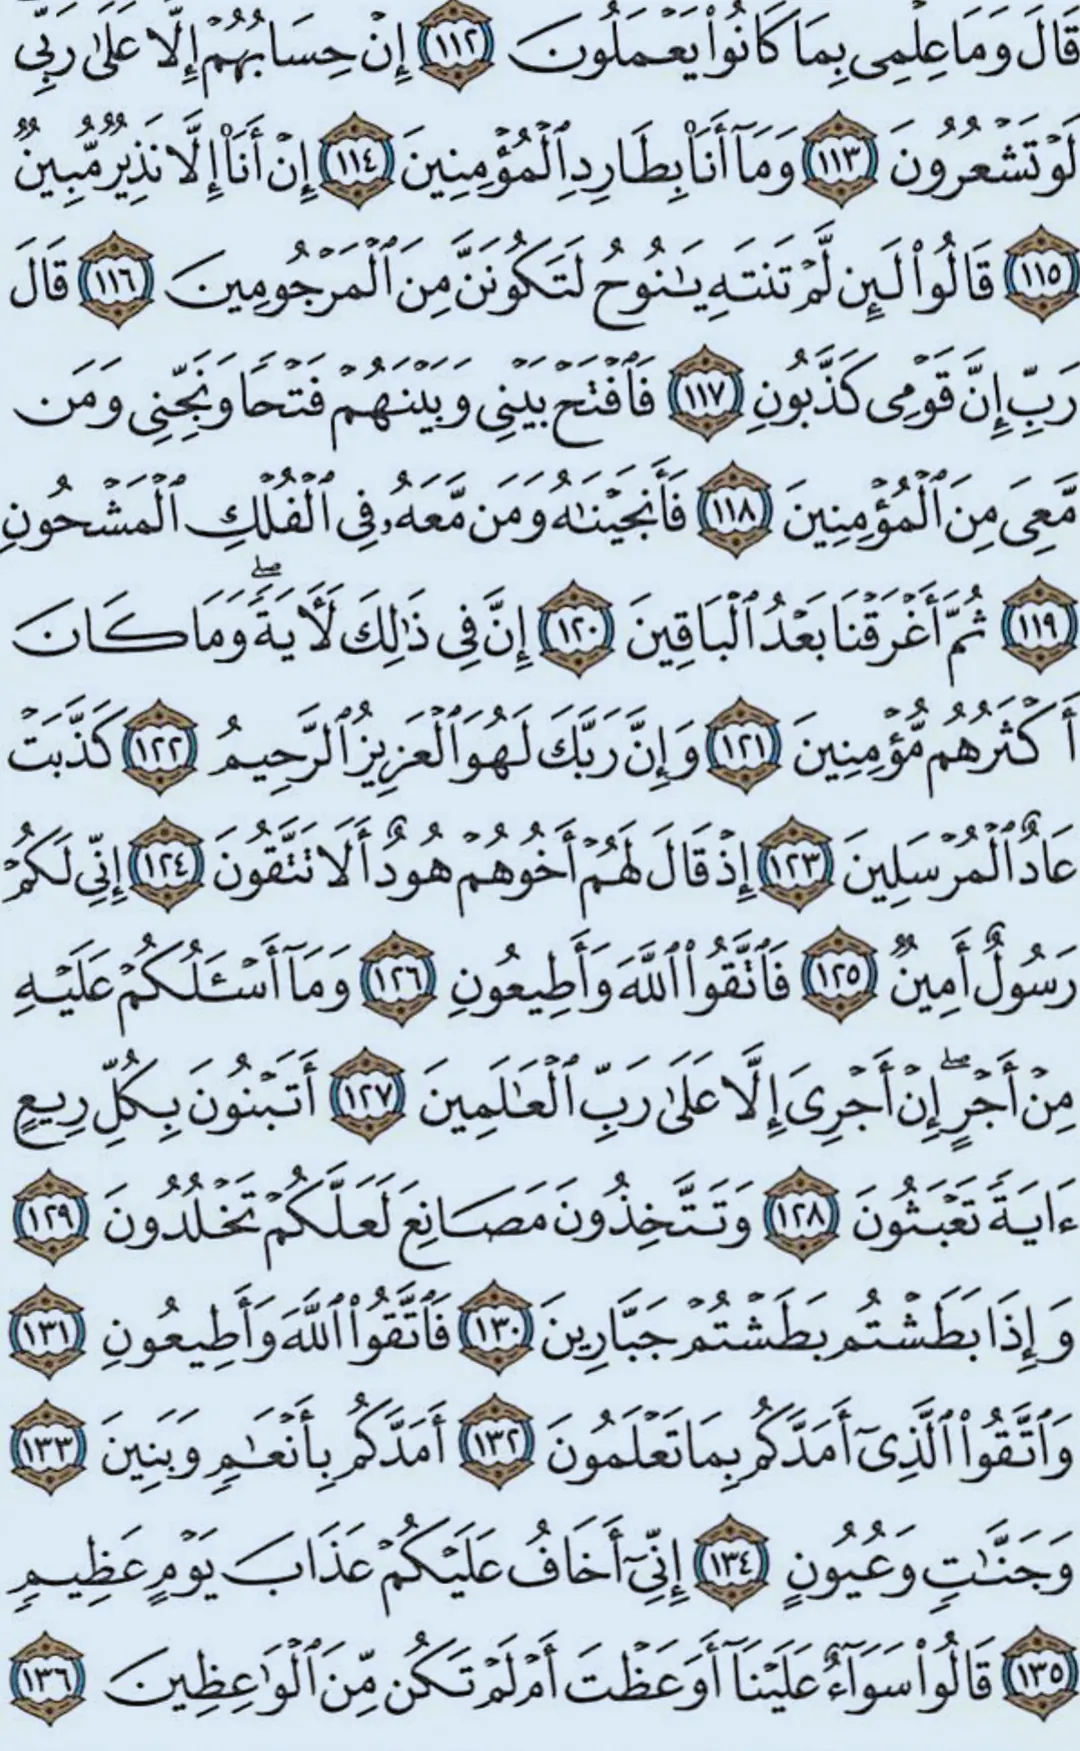 قَالَ وَمَا عِلْمِى بِمَا كَانُوا۟ يَعْمَلُونَ ١١٢ إِنْ حِسَابُهُمْ إِلَّا عَلَىٰ رَبِّى
لَوْ تَشْعُرُونَ ١١٣ وَمَآ أَنَا۠ بِطَارِدِ ٱلْمُؤْمِنِينَ ١١٤ إِنْ أَنَا۠ إِلَّا نَذِيرٌ مُّبِينٌ
١١٥ قَالُوا۟ لَئِن لَّمْ تَنتَهِ يَـٰنُوحُ لَتَكُونَنَّ مِنَ ٱلْمَرْجُومِينَ ١١٦ قَالَ
رَبِّ إِنَّ قَوْمِى كَذَّبُونِ ١١٧ فَٱفْتَحْ بَيْنِى وَبَيْنَهُمْ فَتْحًا وَنَجِّنِى وَمَن
مَّعِىَ مِنَ ٱلْمُؤْمِنِينَ ١١٨ فَأَنجَيْنَـٰهُ وَمَن مَّعَهُۥ فِى ٱلْفُلْكِ ٱلْمَشْحُونِ
١١٩ ثُمَّ أَغْرَقْنَا بَعْدُ ٱلْبَاقِينَ ١٢٠ إِنَّ فِى ذَٰلِكَ لَـَٔايَةً ۖ وَمَا كَانَ
أَكْثَرُهُم مُّؤْمِنِينَ ١٢١ وَإِنَّ رَبَّكَ لَهُوَ ٱلْعَزِيزُ ٱلرَّحِيمُ ١٢٢ كَذَّبَتْ
عَادٌ ٱلْمُرْسَلِينَ ١٢٣ إِذْ قَالَ لَهُمْ أَخُوهُمْ هُودٌ أَلَا تَتَّقُونَ ١٢٤ إِنِّى لَكُمْ
رَسُولٌ أَمِينٌ ١٢٥ فَٱتَّقُوا۟ ٱللَّهَ وَأَطِيعُونِ ١٢٦ وَمَآ أَسْـَٔلُكُمْ عَلَيْهِ
مِنْ أَجْرٍ ۖ إِنْ أَجْرِىَ إِلَّا عَلَىٰ رَبِّ ٱلْعَـٰلَمِينَ ١٢٧ أَتَبْنُونَ بِكُلِّ رِيعٍ
ءَايَةً تَعْبَثُونَ ١٢٨ وَتَتَّخِذُونَ مَصَانِعَ لَعَلَّكُمْ تَخْلُدُونَ ١٢٩
وَإِذَا بَطَشْتُم بَطَشْتُمْ جَبَّارِينَ ١٣٠ فَٱتَّقُوا۟ ٱللَّهَ وَأَطِيعُونِ ١٣١
وَٱتَّقُوا۟ ٱلَّذِىٓ أَمَدَّكُم بِمَا تَعْلَمُونَ ١٣٢ أَمَدَّكُم بِأَنْعَـٰمٍ وَبَنِينَ ١٣٣
وَجَنَّـٰتٍ وَعُيُونٍ ١٣٤ إِنِّىٓ أَخَافُ عَلَيْكُمْ عَذَابَ يَوْمٍ عَظِيمٍ
١٣٥ قَالُوا۟ سَوَآءٌ عَلَيْنَآ أَوَعَظْتَ أَمْ لَمْ تَكُن مِّنَ ٱلْوَٰعِظِينَ ١٣٦